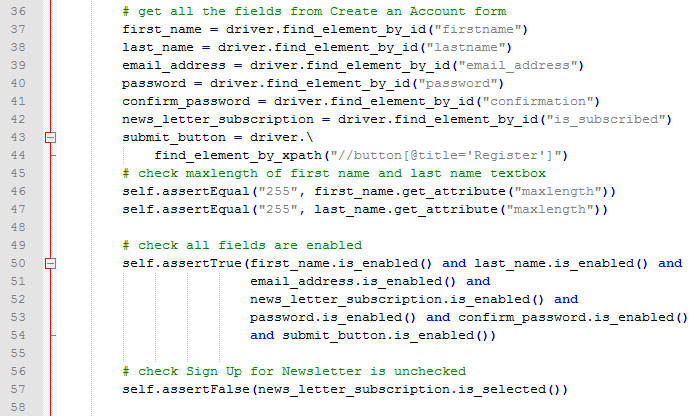 36 # get all the fields from Create an Account form
37 first_name = driver.find_element_by_id("firstname")
38 last_name = driver.find_element_by_id("lastname")
39 email_address = driver.find_element_by_id("email_address")
40 password = driver.find_element_by_id("password")
41 confirm_password = driver.find_element_by_id("confirmation")
42 news_letter_subscription = driver.find_element_by_id("is_subscribed")
43 submit_button = driver.\
44 find_element_by_xpath("//button[@title='Register']")
45 # check maxlength of first name and last name textbox
46 self.assertEqual("255", first_name.get_attribute("maxlength"))
47 self.assertEqual("255", last_name.get_attribute("maxlength"))
48
49 # check all fields are enabled
50 self.assertTrue(first_name.is_enabled() and last_name.is_enabled() and
51 email_address.is_enabled() and
52 news_letter_subscription.is_enabled() and
53 password.is_enabled() and confirm_password.is_enabled()
54 and submit_button.is_enabled())
55
56 # check Sign Up for Newsletter is unchecked
57 self.assertFalse(news_letter_subscription.is_selected())
58